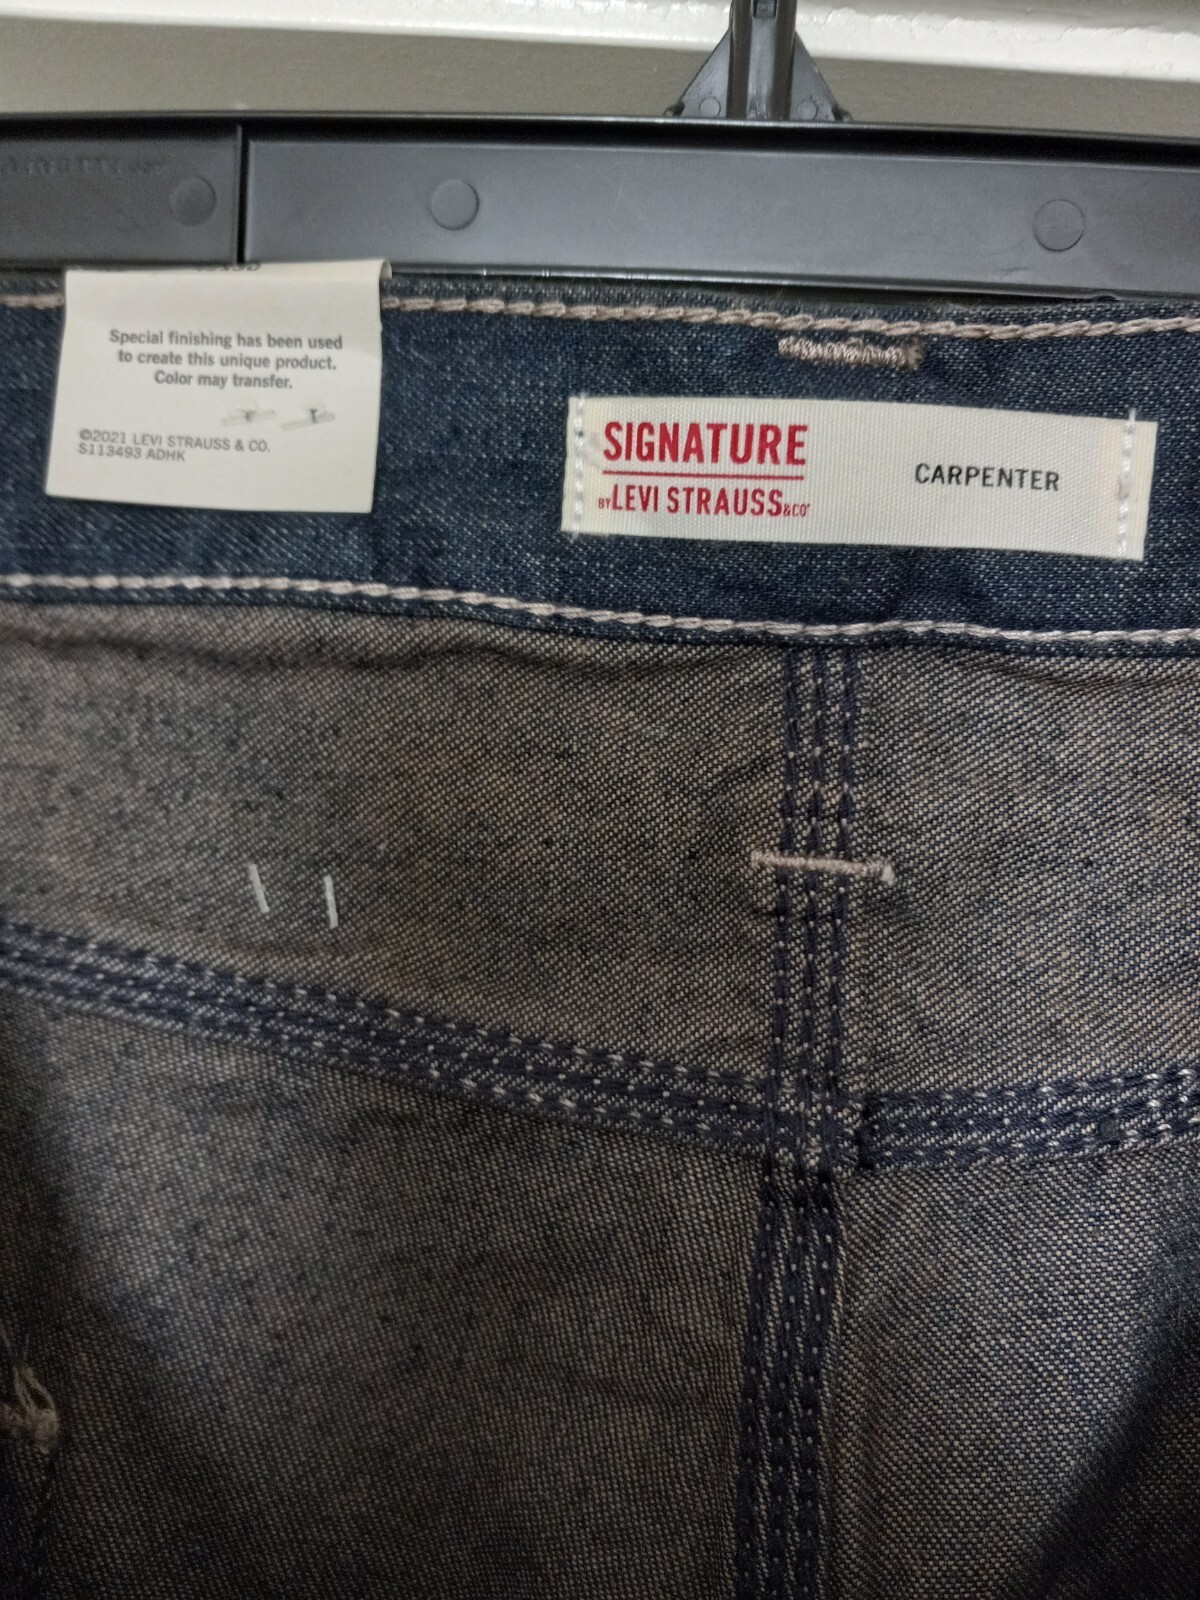 Special finishing has been used
to create this unique product.
Color may transfer.
©2021 LEVI STRAUSS & CO.
S113493 ADHK
SIGNATURE
BY LEVI STRAUSS & CO™
CARPENTER